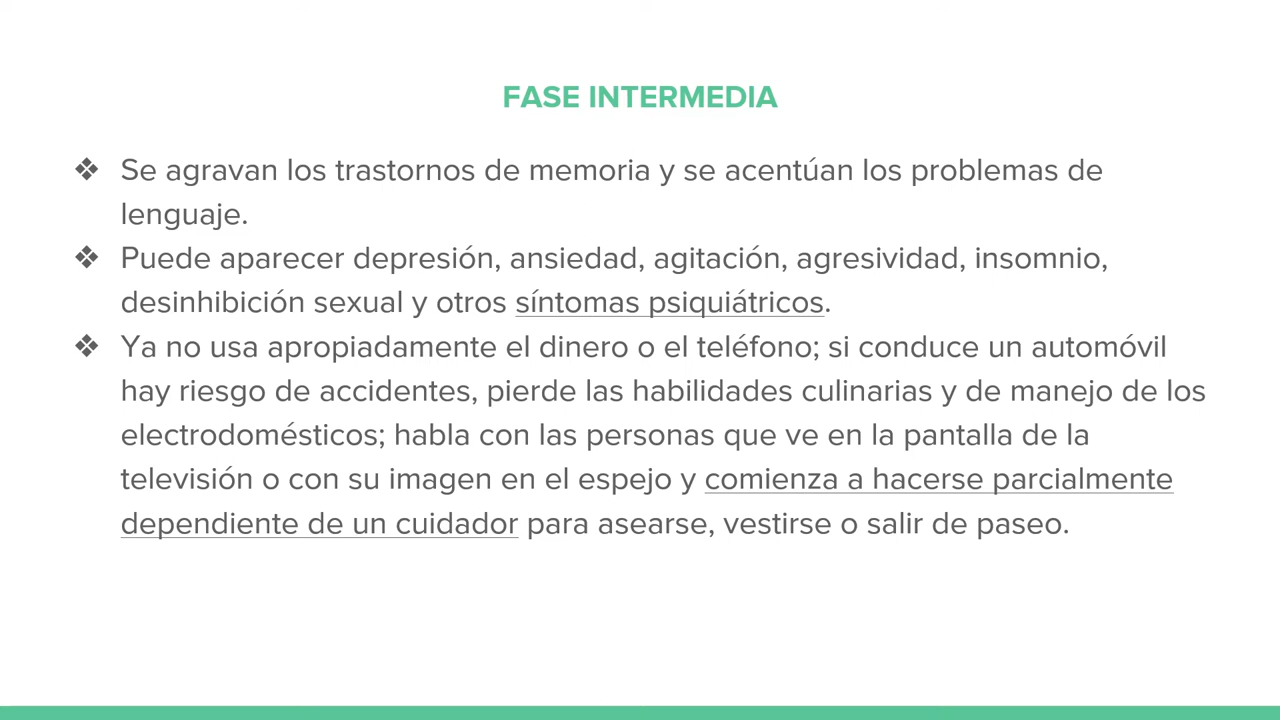 FASE INTERMEDIA
❖ Se agravan los trastornos de memoria y se acentúan los problemas de
lenguaje.
❖ Puede aparecer depresión, ansiedad, agitación, agresividad, insomnio,
desinhibición sexual y otros síntomas psiquiátricos.
❖ Ya no usa apropiadamente el dinero o el teléfono; si conduce un automóvil
hay riesgo de accidentes, pierde las habilidades culinarias y de manejo de los
electrodomésticos; habla con las personas que ve en la pantalla de la
televisión o con su imagen en el espejo y comienza a hacerse parcialmente
dependiente de un cuidador para asearse, vestirse o salir de paseo.